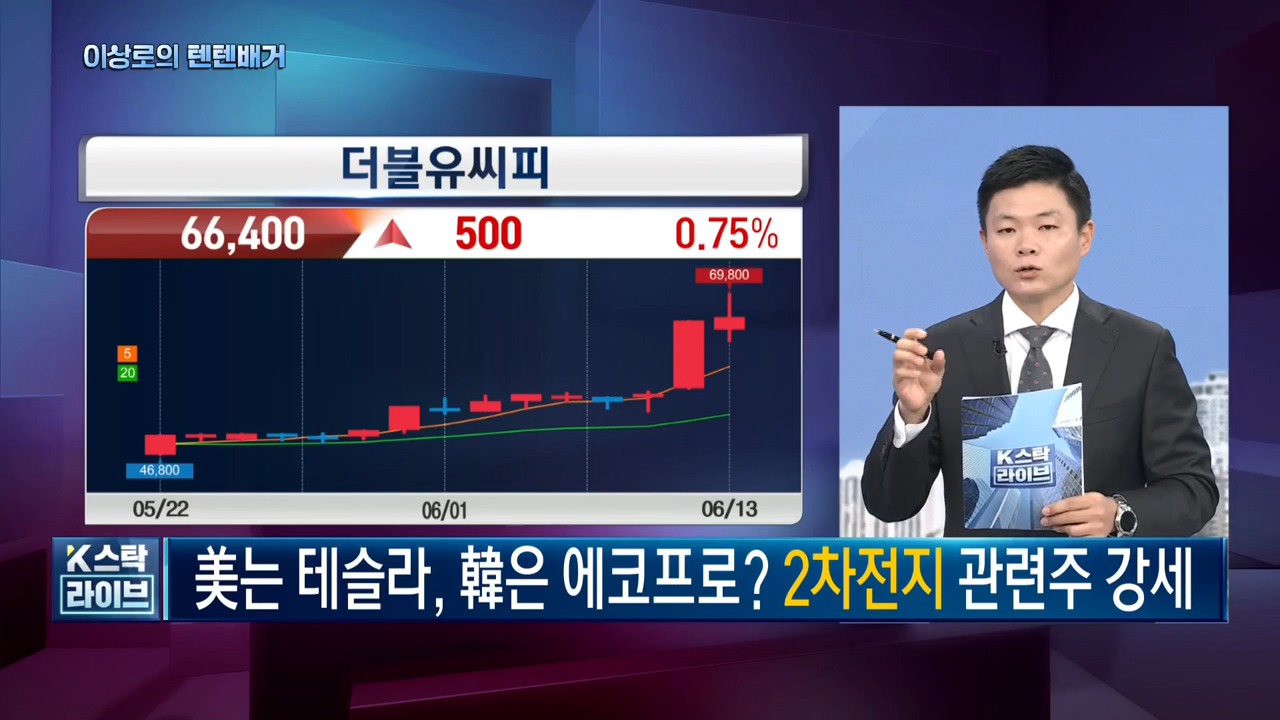 이상로의 텐텐배거
더블유씨피
66,400 ▲ 500 0.75%
69,800
5
20
46,800
05/22 06/01 06/13
K스탁
라이브
K스탁
라이브
美는 테슬라, 韓은 에코프로? 2차전지 관련주 강세